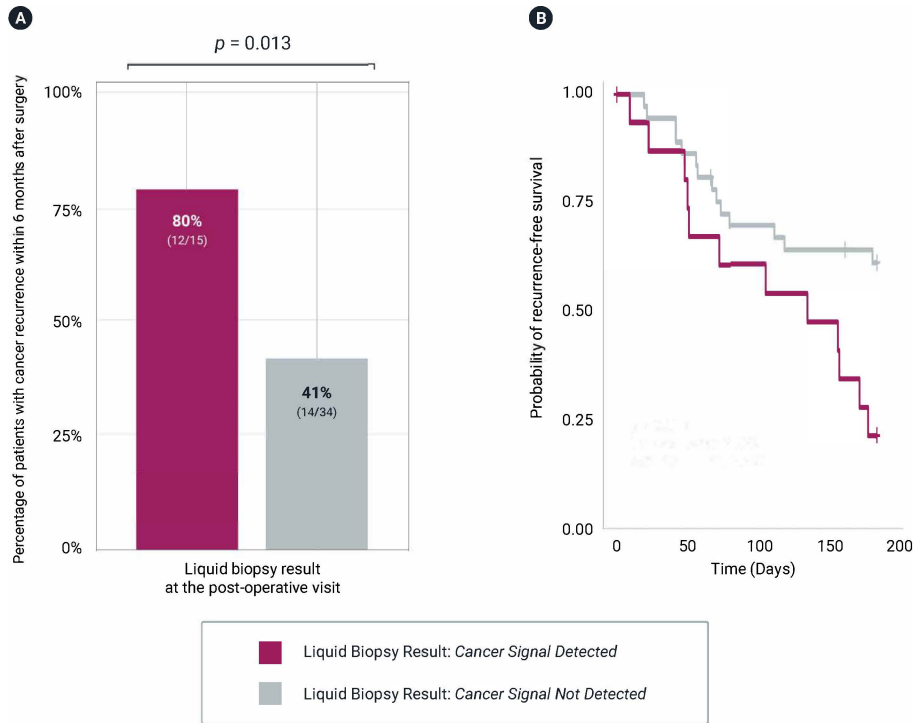 A
p = 0.013
Percentage of patients with cancer recurrence within 6 months after surgery
100%
75%
50%
25%
0%
80%
(12/15)
41%
(14/34)
Liquid biopsy result
at the post-operative visit
B
Probability of recurrence-free survival
1.00
0.75
0.50
0.25
0.00
0 50 100 150 200
Time (Days)
Liquid Biopsy Result: Cancer Signal Detected
Liquid Biopsy Result: Cancer Signal Not Detected